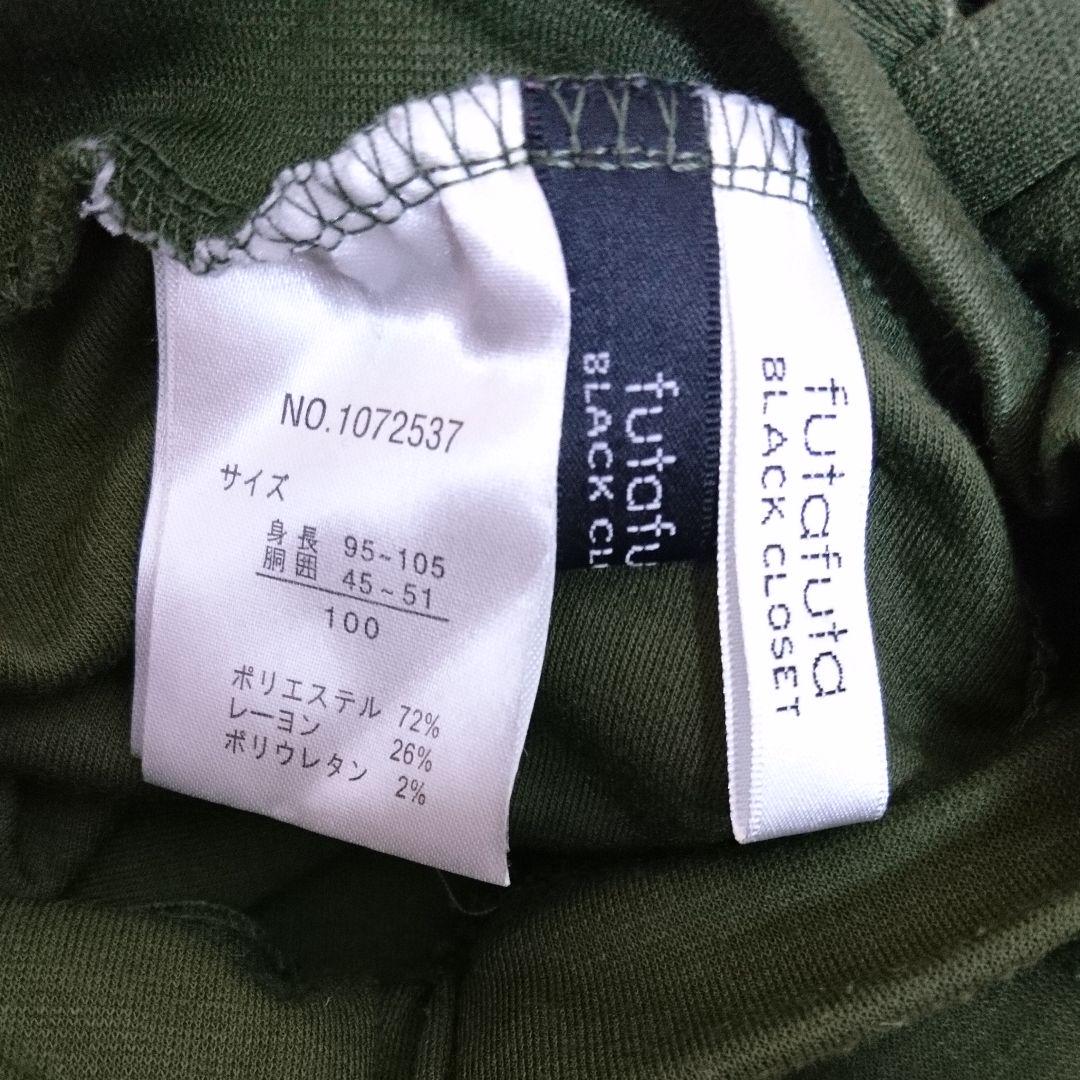 NO.1072537
サイズ
身長 95~105
胴囲 45~51
100
ポリエステル 72%
レーヨン 26%
ポリウレタン 2%
futafu
BLACK CL
futafuta
BLACK CLOSET